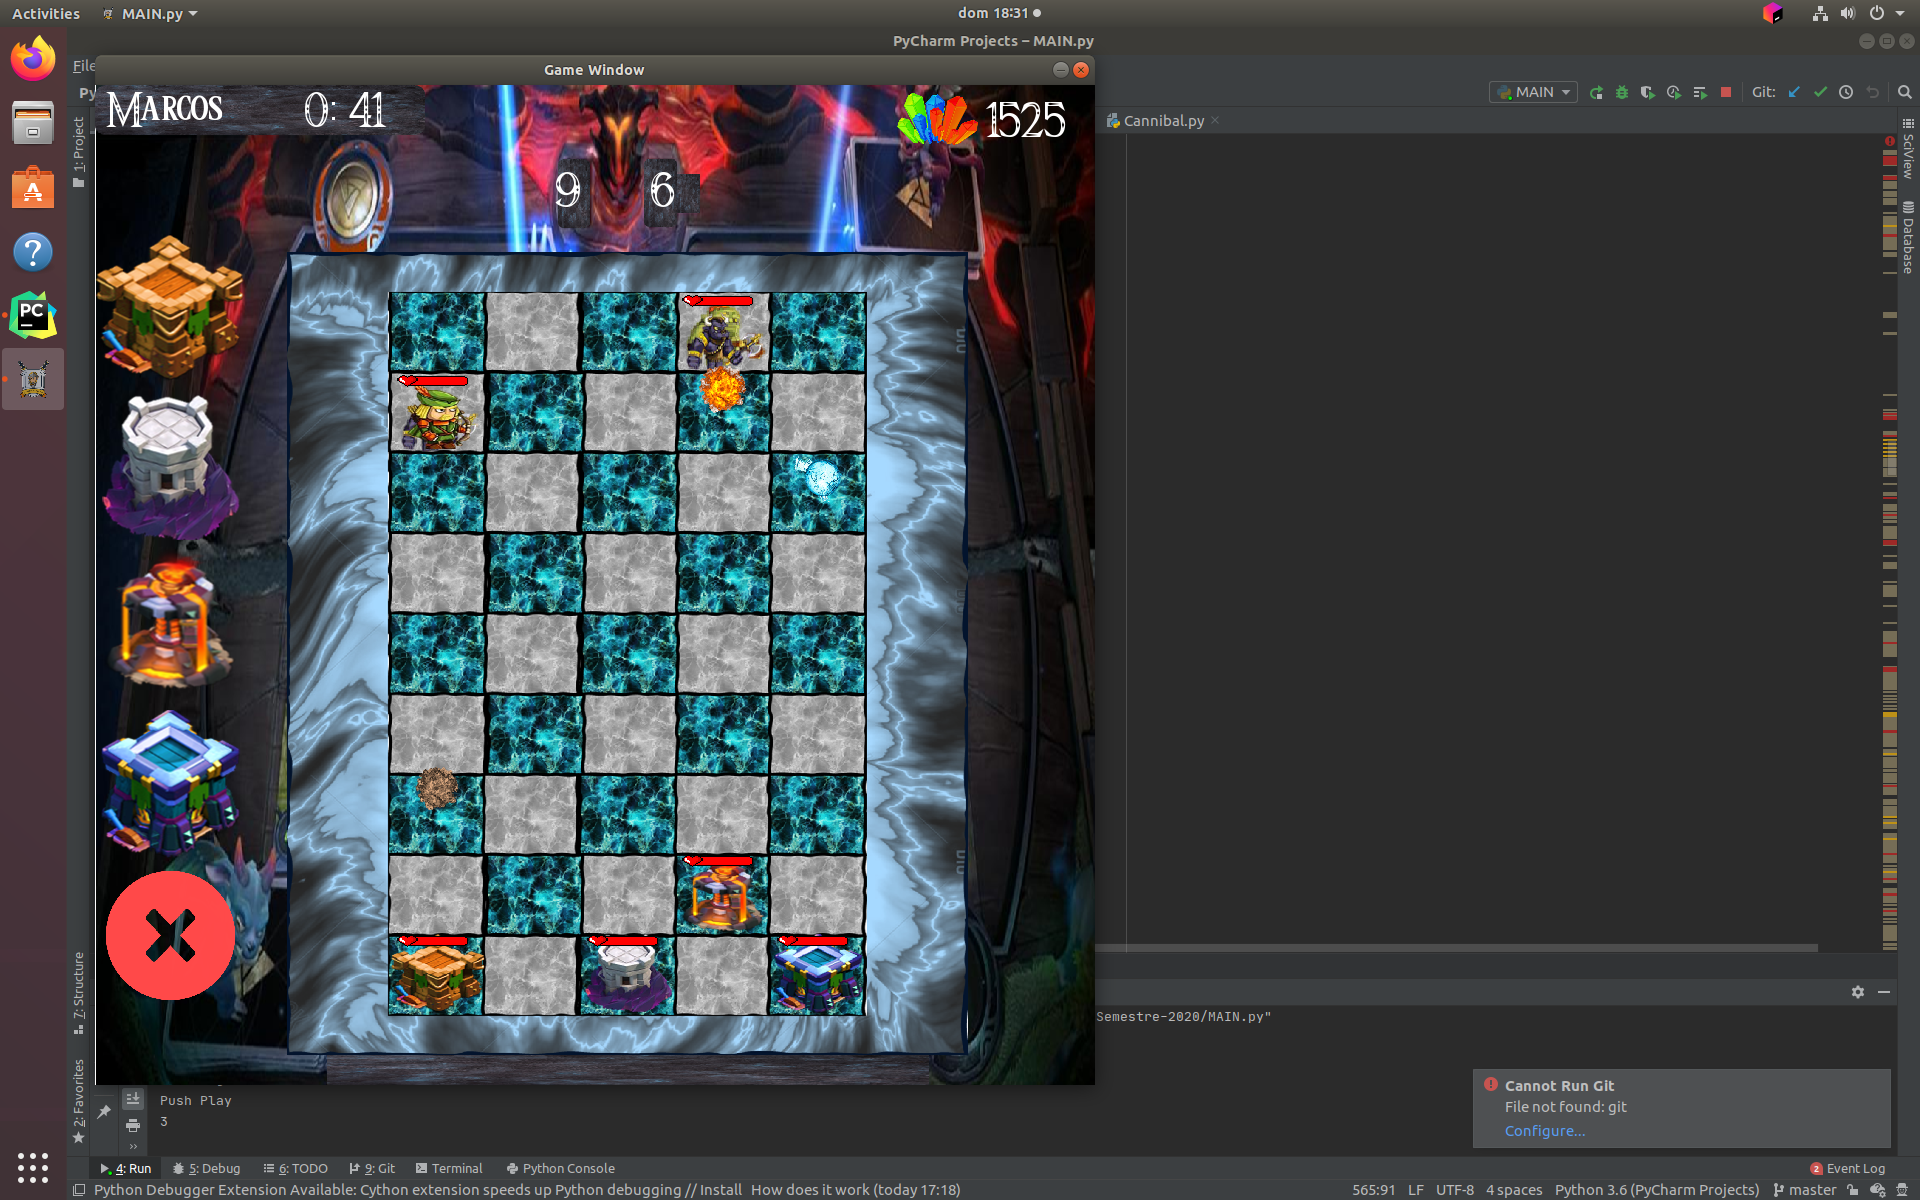 Activities
MAIN.py
dom 18:31
PyCharm Projects – MAIN.py
File
Game Window
Py
MARCOS
0: 41
1525
MAIN
Git:
Cannibal.py
1: Project
SciView
Database
9
6
PC
7: Structure
2: Favorites
Semestre-2020/MAIN.py"
Push Play
3
Cannot Run Git
File not found: git
Configure...
4: Run
5: Debug
6: TODO
9: Git
Terminal
Python Console
2 Event Log
Python Debugger Extension Available: Cython extension speeds up Python debugging // Install How does it work (today 17:18)
565:91 LF UTF-8 4 spaces Python 3.6 (PyCharm Projects) master